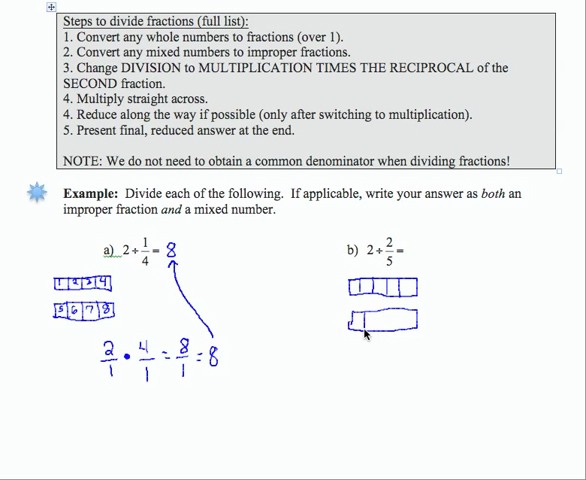 Steps to divide fractions (full list):
1. Convert any whole numbers to fractions (over 1).
2. Convert any mixed numbers to improper fractions.
3. Change DIVISION to MULTIPLICATION TIMES THE RECIPROCAL of the
SECOND fraction.
4. Multiply straight across.
4. Reduce along the way if possible (only after switching to multiplication).
5. Present final, reduced answer at the end.
NOTE: We do not need to obtain a common denominator when dividing fractions!
Example: Divide each of the following. If applicable, write your answer as both an
improper fraction and a mixed number.
a) 2 ÷ 1/4 = 8
1 2 3 4
5 6 7 8
2/1 • 4/1 = 8/1 = 8
b) 2 ÷ 2/5 =